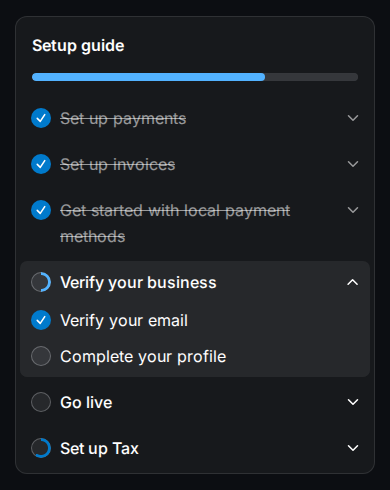 Setup guide
Set up payments
Set up invoices
Get started with local payment
methods
Verify your business
Verify your email
Complete your profile
Go live
Set up Tax